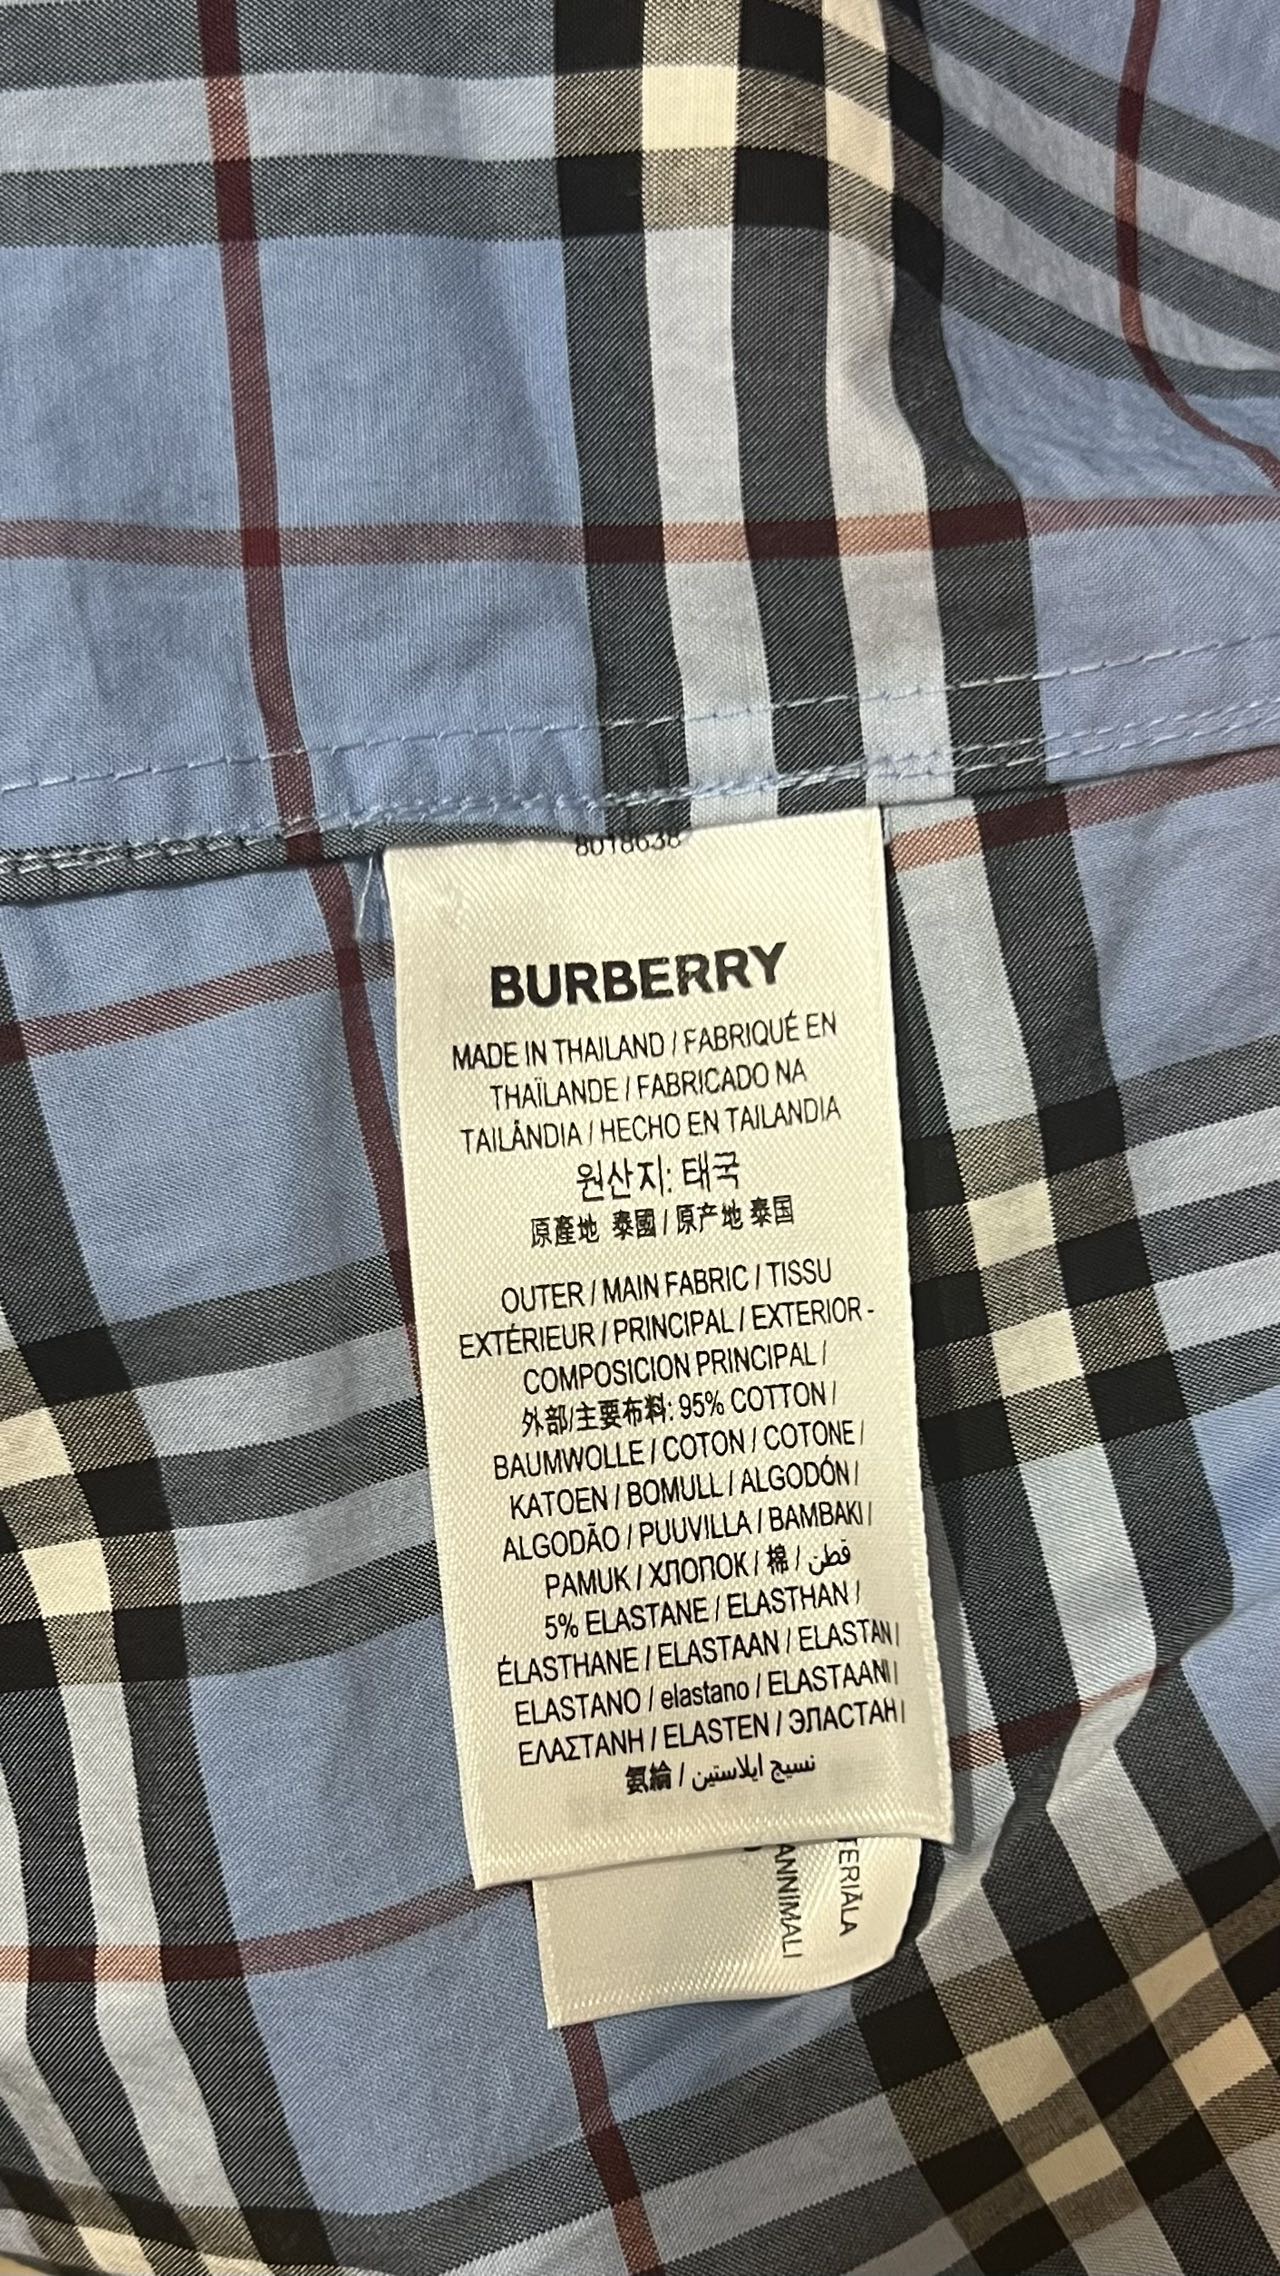 8018638
BURBERRY
MADE IN THAILAND / FABRIQUÉ EN
THAÏLANDE / FABRICADO NA
TAILÂNDIA / HECHO EN TAILANDIA
원산지: 태국
原產地 泰國 / 原产地 泰国
OUTER / MAIN FABRIC / TISSU
EXTÉRIEUR / PRINCIPAL / EXTERIOR -
COMPOSICION PRINCIPAL /
外部/主要布料: 95% COTTON /
BAUMWOLLE / COTON / COTONE /
KATOEN / BOMULL / ALGODÓN /
ALGODÃO / PUUVILLA / BAMBAKI /
PAMUK / ХЛОПОК / 棉 / قطن
5% ELASTANE / ELASTHAN /
ÉLASTHANE / ELASTAAN / ELASTAN /
ELASTANO / elastano / ELASTAANI /
ΕΛΑΣΤΑΝΗ / ELASTEN / ЭЛАСТАН /
氨綸 / نسيج ايلاستين
TERIĀLA
ANNIMALI